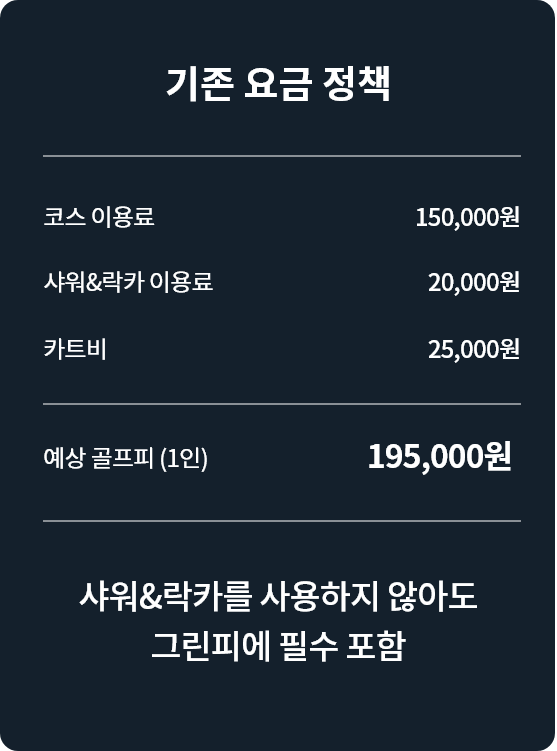 기존 요금 정책
코스 이용료 150,000원
샤워&락카 이용료 20,000원
카트비 25,000원
예상 골프피 (1인) 195,000원
샤워&락카를 사용하지 않아도
그린피에 필수 포함